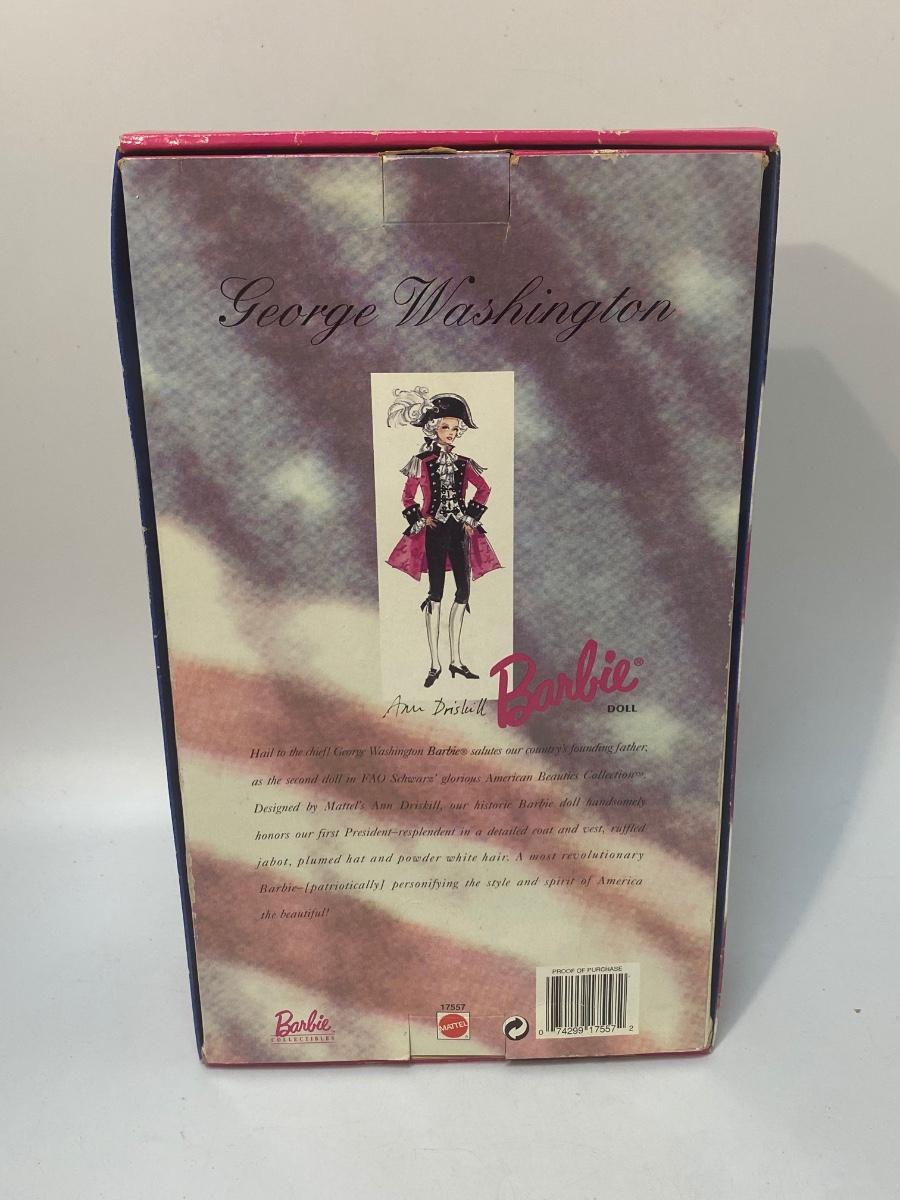 George Washington
Ann Driskill
Barbie®
DOLL
Hail to the chief! George Washington Barbie® salutes our country's founding father,
as the second doll in FAO Schwarz' glorious American Beauties Collection™.
Designed by Mattel's Ann Driskill, our historic Barbie doll handsomely
honors our first President–resplendent in a detailed coat and vest, ruffled
jabot, plumed hat and powder white hair. A most revolutionary
Barbie–[patriotically] personifying the style and spirit of America
the beautiful!
PROOF OF PURCHASE
0 74299 17557 2
17557
MATTEL
Barbie™
COLLECTIBLES